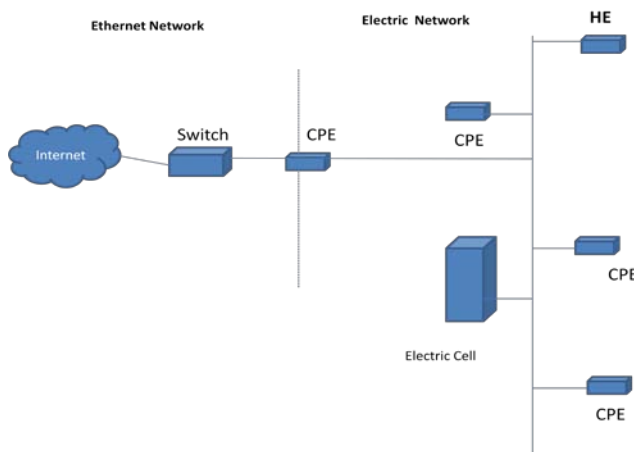 Ethernet Network
Electric Network
HE
Switch
CPE
CPE
Internet
CPE
Electric Cell
CPE